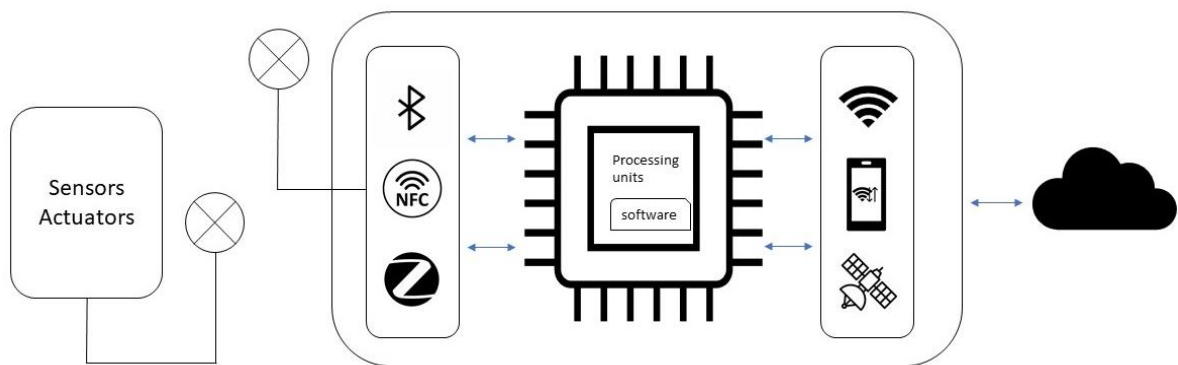 Sensors
Actuators
NFC
Processing
units
software